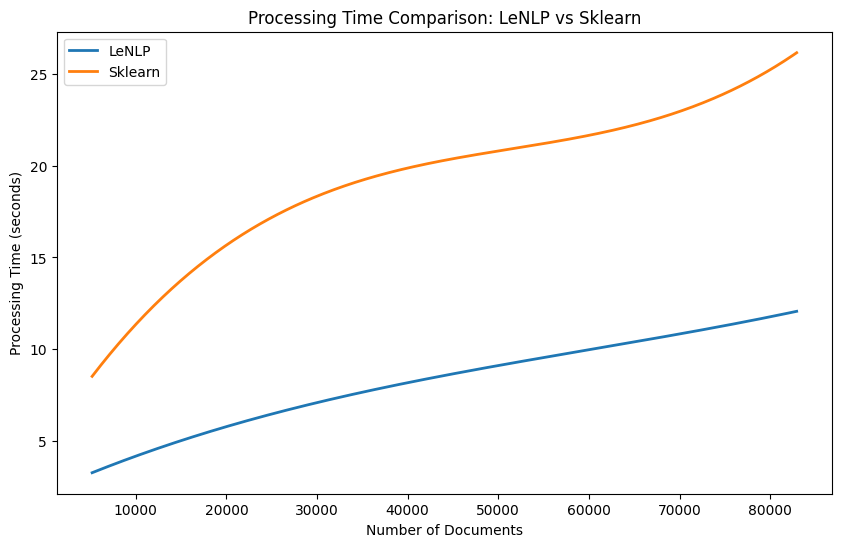 Processing Time Comparison: LeNLP vs Sklearn
LeNLP
Sklearn
Processing Time (seconds)
25
20
15
10
5
10000 20000 30000 40000 50000 60000 70000 80000
Number of Documents